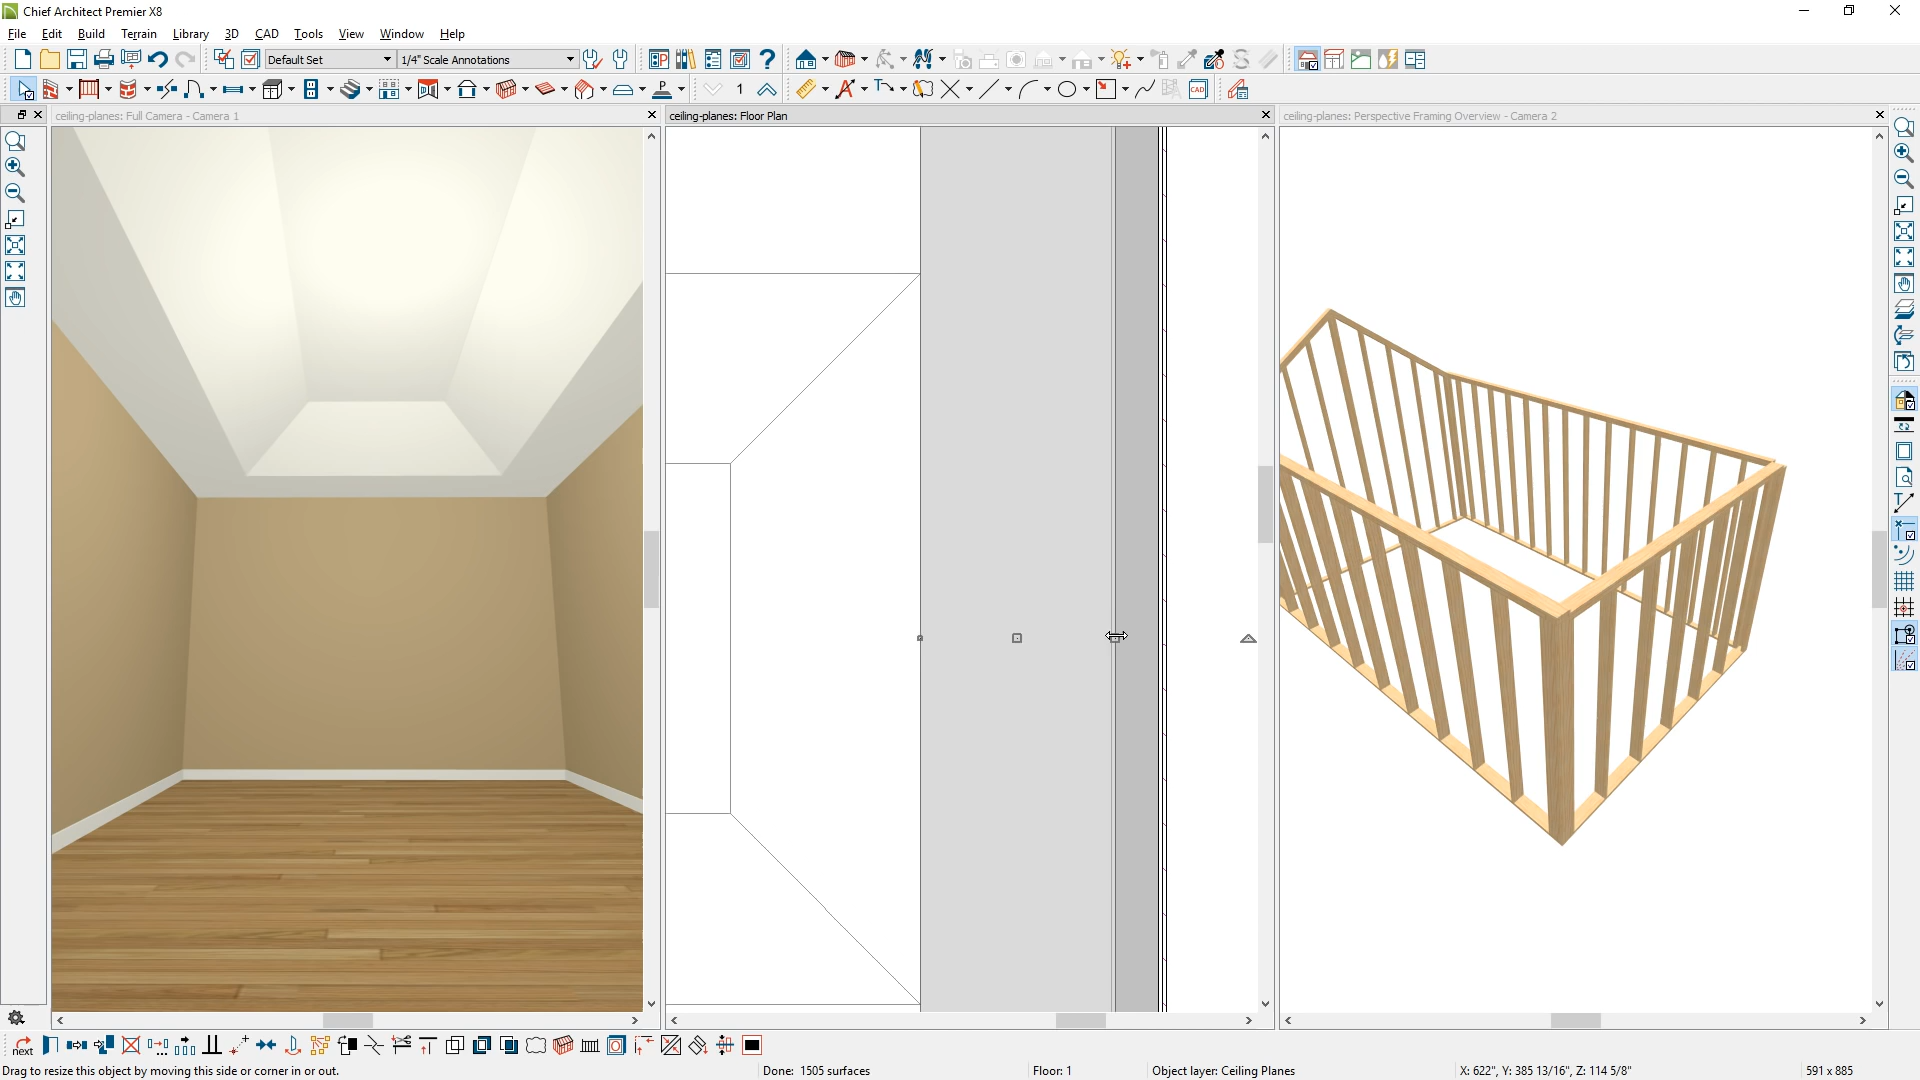 Chief Architect Premier X8
File Edit Build Terrain Library 3D CAD Tools View Window Help
Default Set 1/4" Scale Annotations
1
CAD
ceiling-planes: Full Camera - Camera 1
ceiling-planes: Floor Plan
ceiling-planes: Perspective Framing Overview - Camera 2
next
Drag to resize this object by moving this side or corner in or out.
Done: 1505 surfaces
Floor: 1
Object layer: Ceiling Planes
X: 622", Y: 385 13/16", Z: 114 5/8"
591 x 885